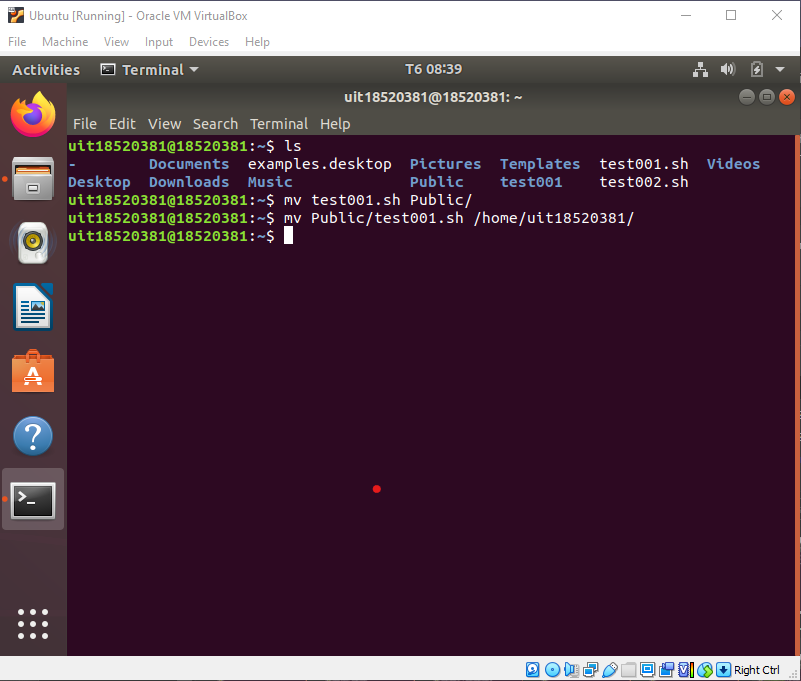 Ubuntu [Running] - Oracle VM VirtualBox
File Machine View Input Devices Help
Activities Terminal T6 08:39
uit18520381@18520381: ~
File Edit View Search Terminal Help
uit18520381@18520381:~$ ls
- Documents examples.desktop Pictures Templates test001.sh Videos
Desktop Downloads Music Public test001 test002.sh
uit18520381@18520381:~$ mv test001.sh Public/
uit18520381@18520381:~$ mv Public/test001.sh /home/uit18520381/
uit18520381@18520381:~$
Right Ctrl